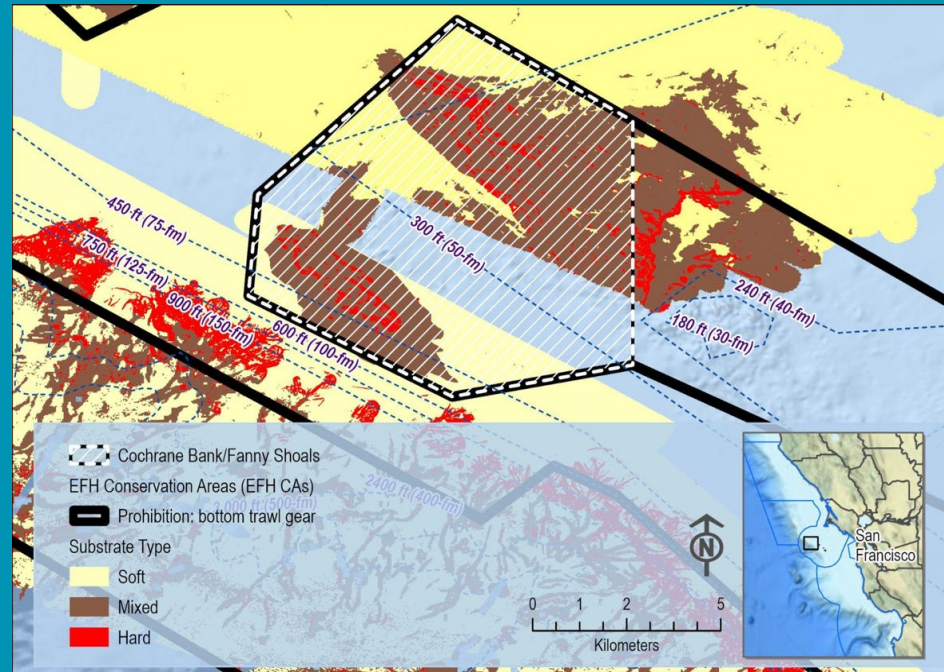 450 ft (75-fm)
750 ft (125-fm)
900 ft (150-fm)
600 ft (100-fm)
300 ft (50-fm)
240 ft (40-fm)
180 ft (30-fm)
2400 ft (400-fm)
Cochrane Bank/Fanny Shoals
EFH Conservation Areas (EFH CAs)
Prohibition: bottom trawl gear
Substrate Type
Soft
Mixed
Hard
N
0 1 2 5
Kilometers
San
Francisco